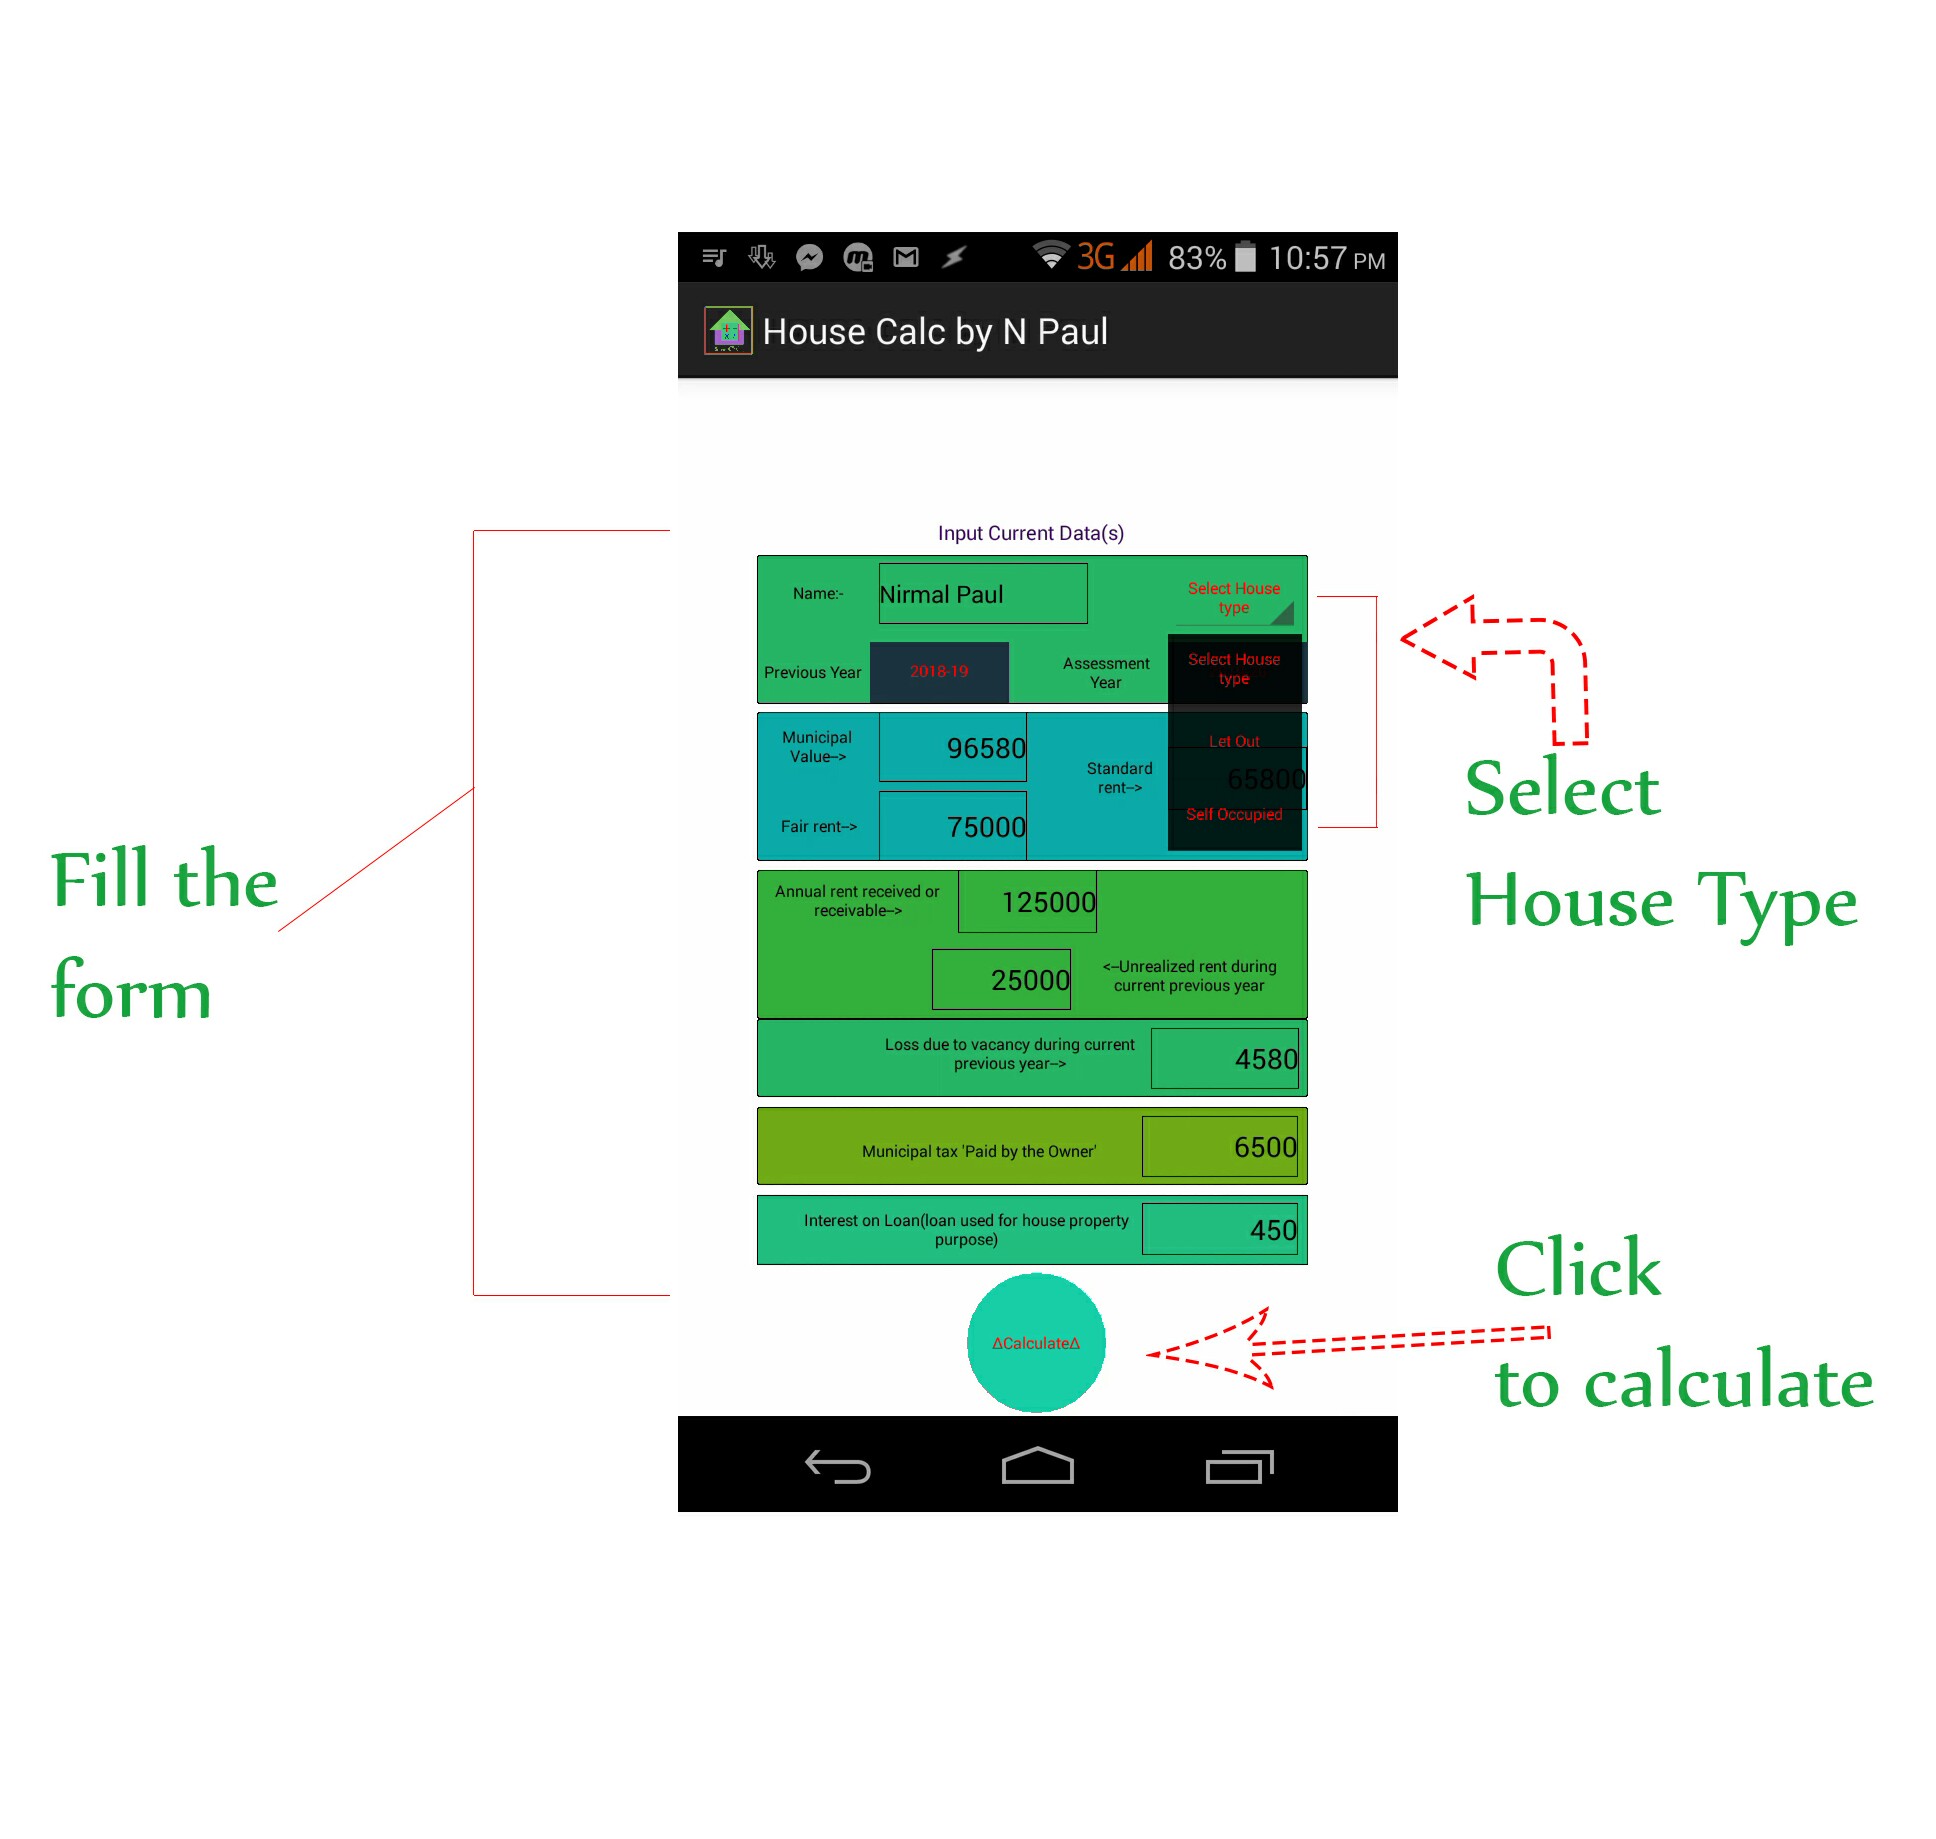 3G 83% 10:57 PM
House Calc by N Paul
Input Current Data(s)
Name:-
Nirmal Paul
Select House
type
Previous Year
2018-19
Assessment
Year
Select House
type
Municipal
Value-->
96580
Let Out
Standard
rent-->
65800
Fair rent-->
75000
Self Occupied
Annual rent received or
receivable-->
125000
25000
<--Unrealized rent during
current previous year
Loss due to vacancy during current
previous year-->
4580
Municipal tax 'Paid by the Owner'
6500
Interest on Loan(loan used for house property
purpose)
450
ΔCalculateΔ
Fill the
form
Select
House Type
Click
to calculate